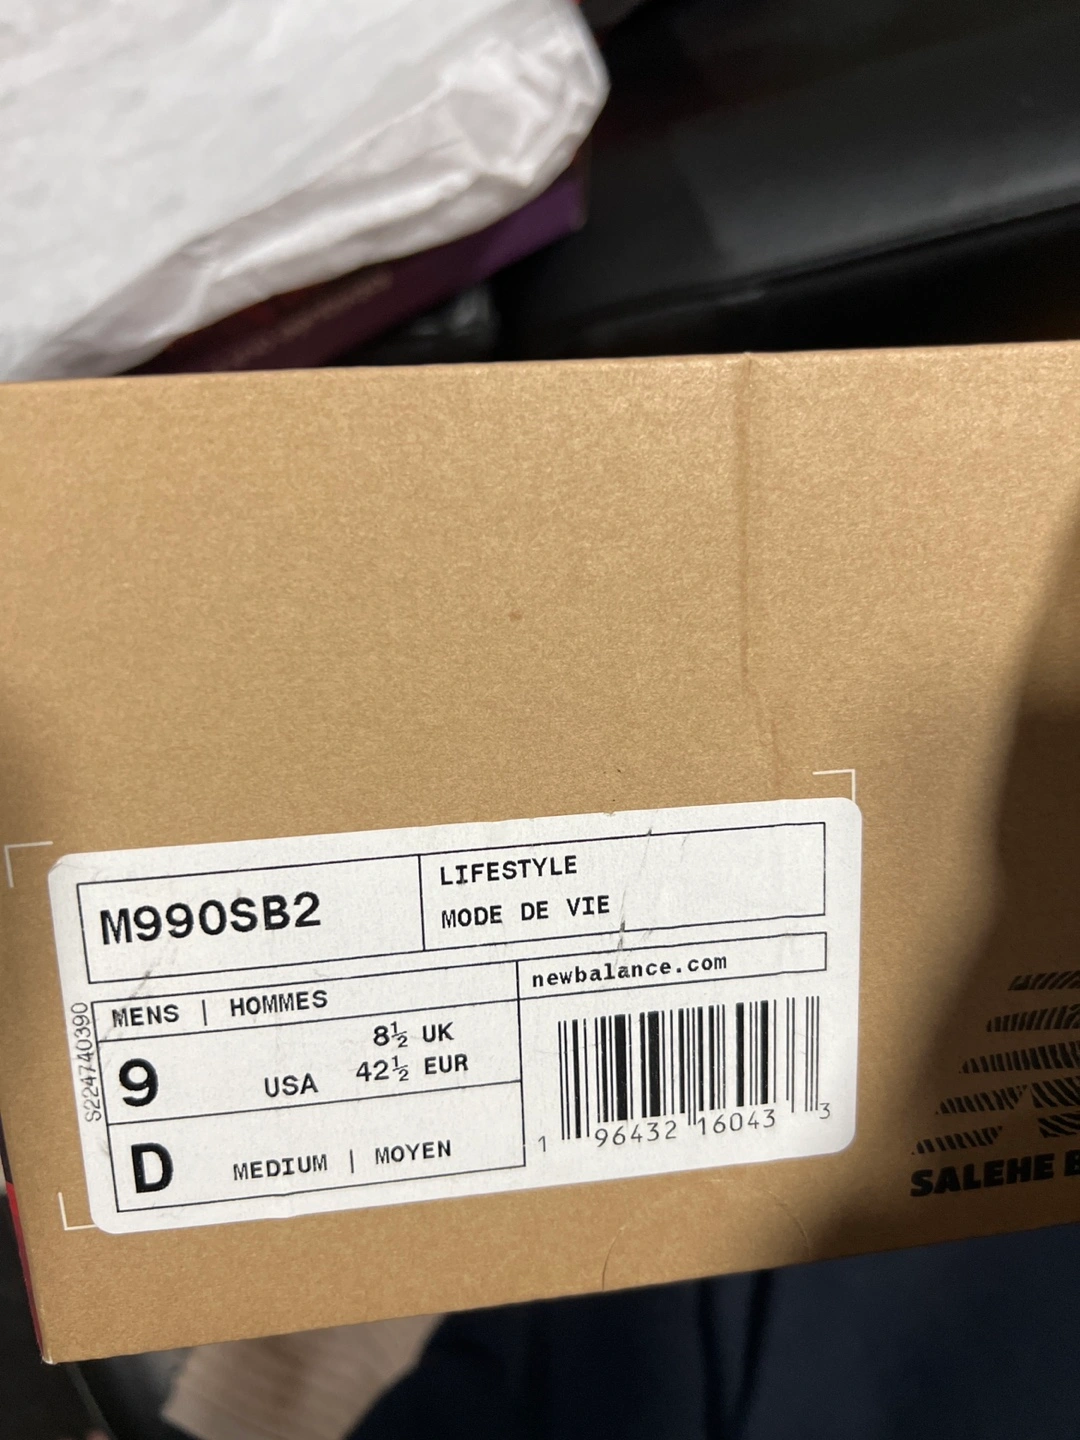 M990SB2
LIFESTYLE
MODE DE VIE
newbalance.com
MENS | HOMMES
9 USA
8½ UK
42½ EUR
D MEDIUM | MOYEN
S224740390
1 96432 16043 3
SALEHE